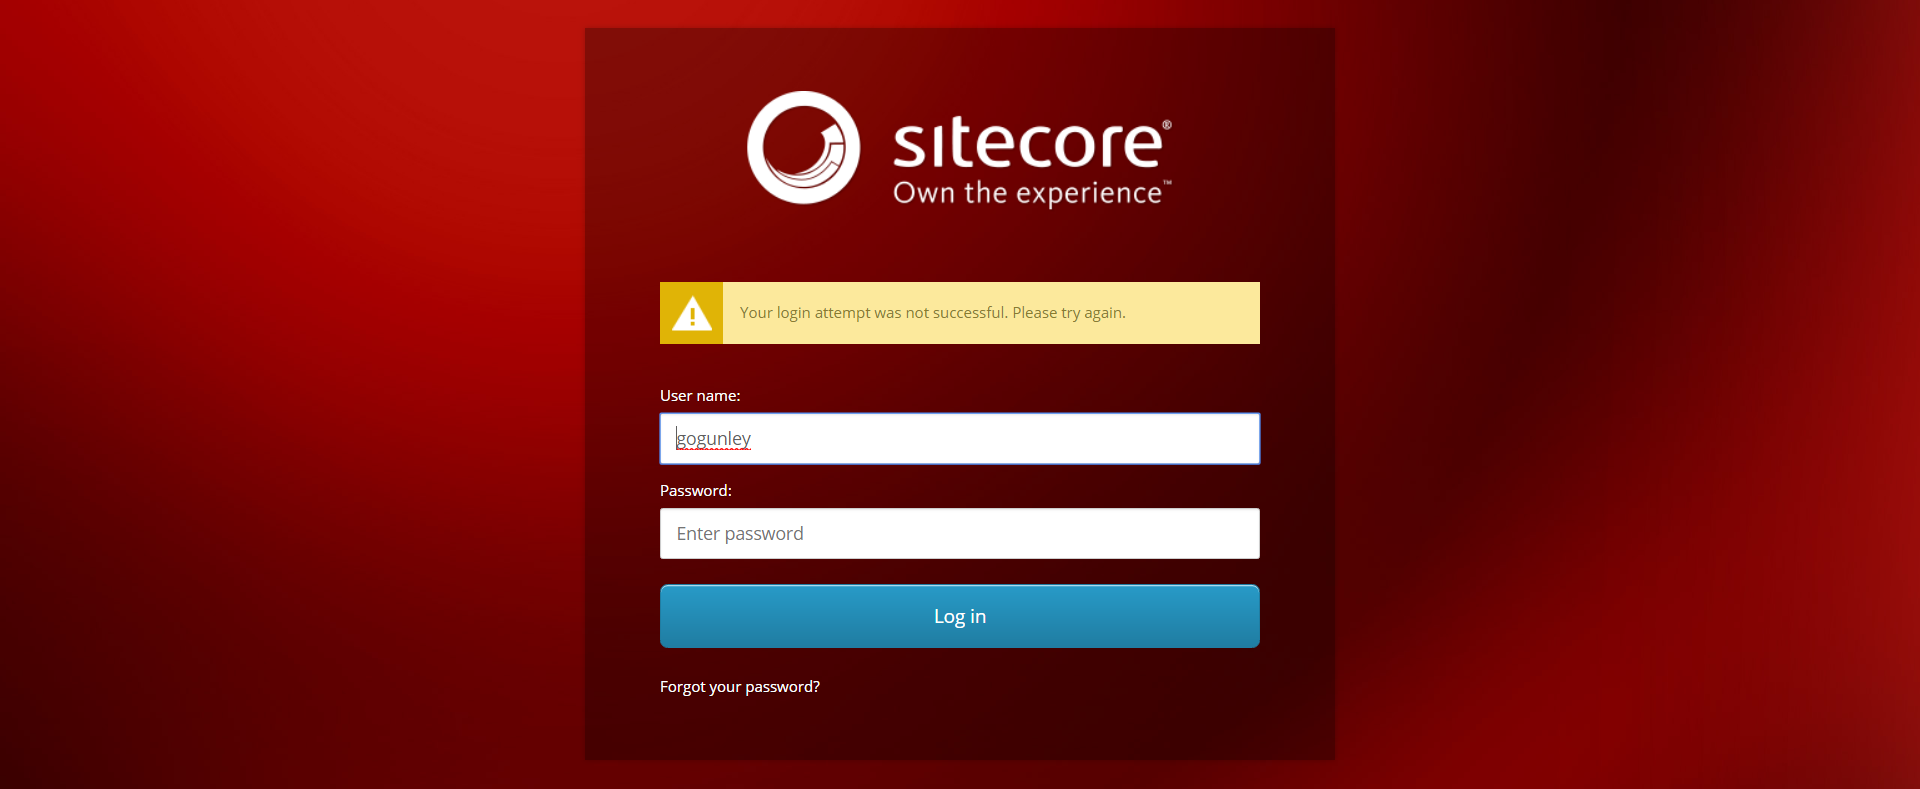 sitecore®
Own the experience™
Your login attempt was not successful. Please try again.
User name:
gogunley
Password:
Enter password
Log in
Forgot your password?